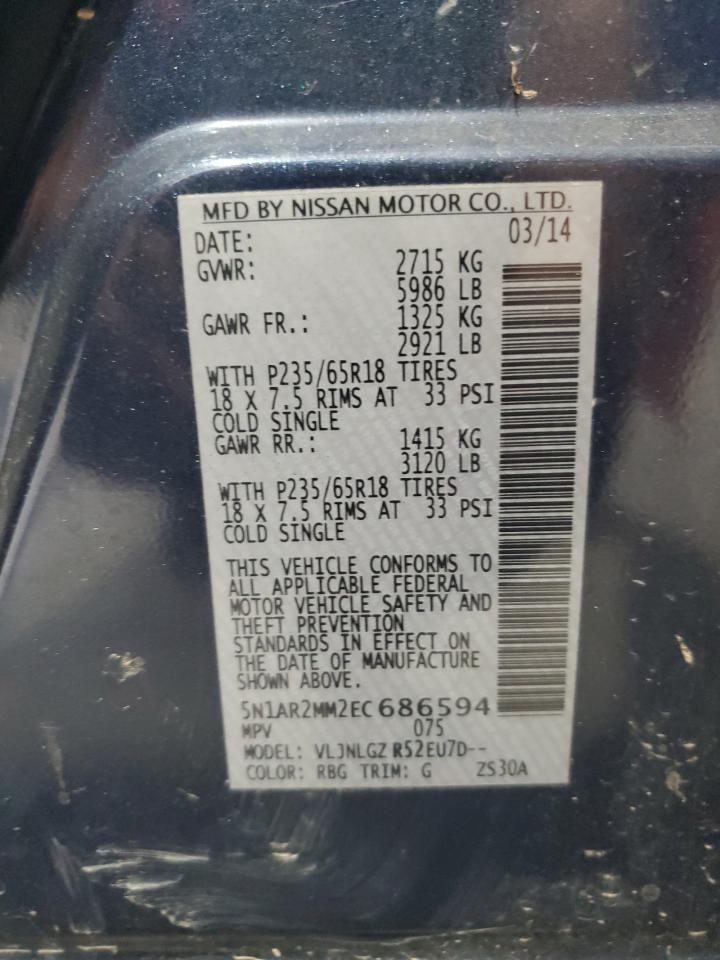 MFD BY NISSAN MOTOR CO., LTD.
DATE: 03/14
GVWR: 2715 KG
5986 LB
GAWR FR.: 1325 KG
2921 LB
WITH P235/65R18 TIRES
18 X 7.5 RIMS AT 33 PSI
COLD SINGLE
GAWR RR.: 1415 KG
3120 LB
WITH P235/65R18 TIRES
18 X 7.5 RIMS AT 33 PSI
COLD SINGLE
THIS VEHICLE CONFORMS TO
ALL APPLICABLE FEDERAL
MOTOR VEHICLE SAFETY AND
THEFT PREVENTION
STANDARDS IN EFFECT ON
THE DATE OF MANUFACTURE
SHOWN ABOVE.
5N1AR2MM2EC686594
MPV 075
MODEL: VLJNLGZ R52EU7D--
COLOR: RBG TRIM: G ZS30A